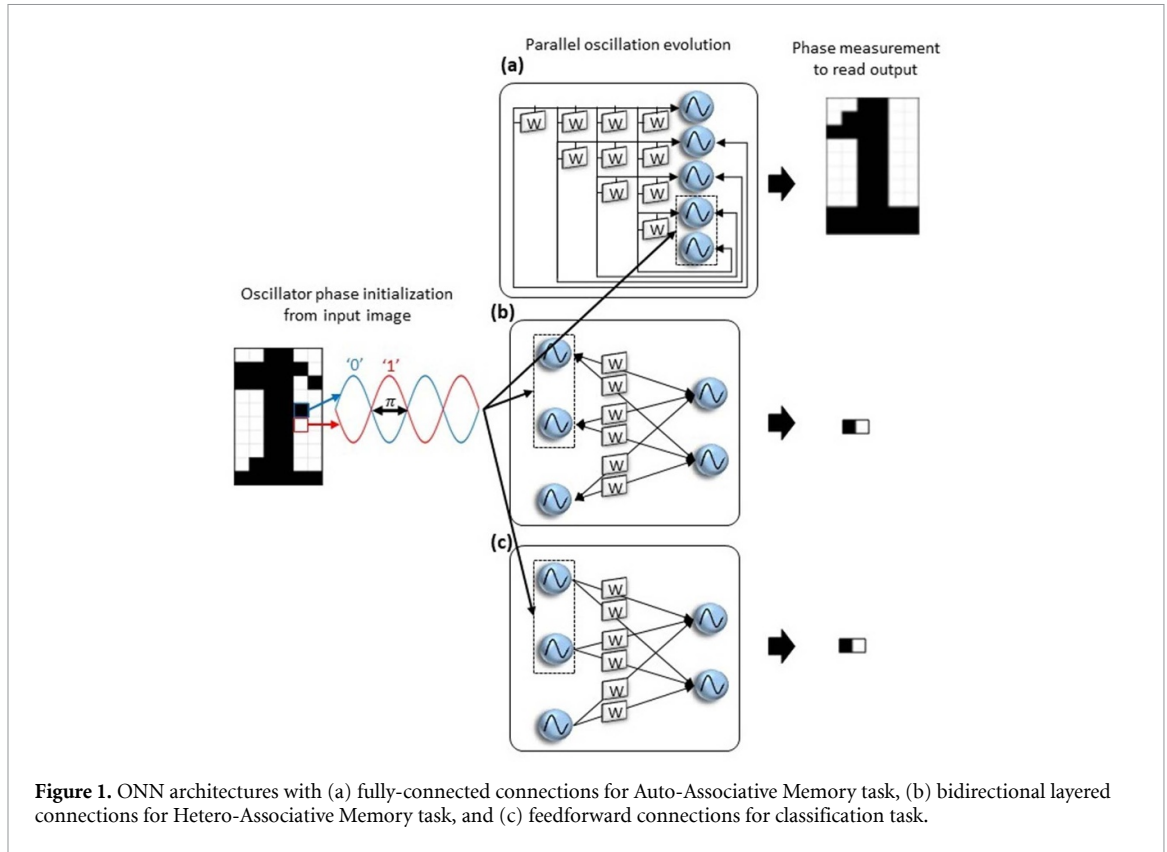 Parallel oscillation evolution
Phase measurement
to read output
(a)
W W W W
W W W
W W
W
Oscillator phase initialization
from input image
'0' '1'
π
(b)
W
W
W
W
W
W
(c)
W
W
W
W
W
W
Figure 1. ONN architectures with (a) fully-connected connections for Auto-Associative Memory task, (b) bidirectional layered
connections for Hetero-Associative Memory task, and (c) feedforward connections for classification task.